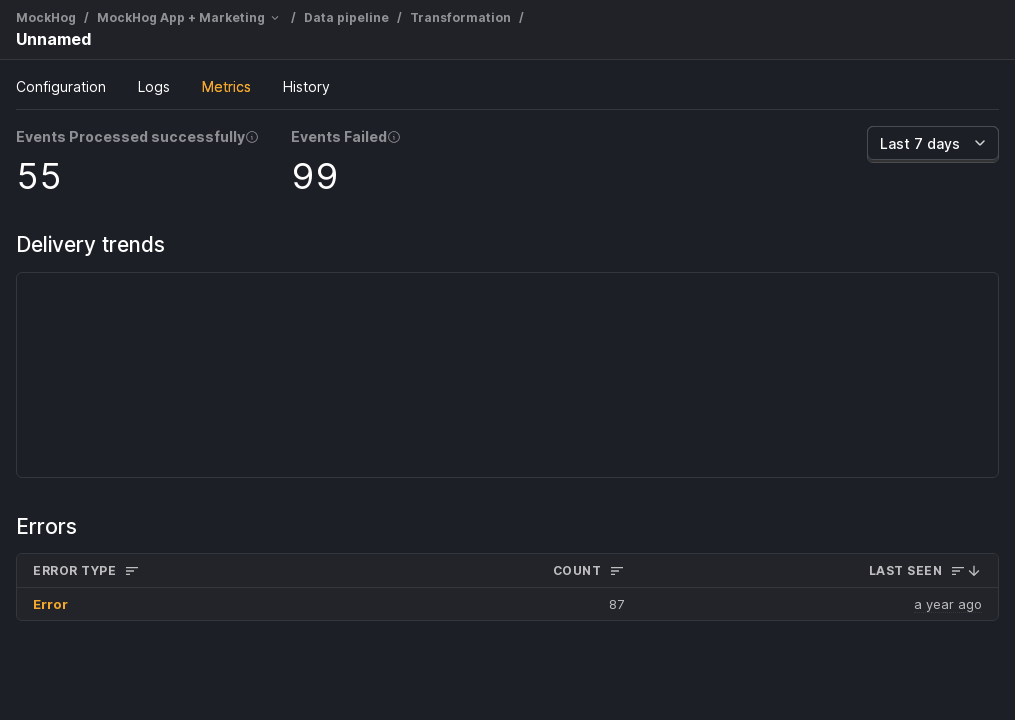 MockHog / MockHog App + Marketing / Data pipeline / Transformation /
Unnamed
Configuration Logs Metrics History
Events Processed successfully Events Failed Last 7 days
55 99
Delivery trends
Errors
ERROR TYPE COUNT LAST SEEN
Error 87 a year ago